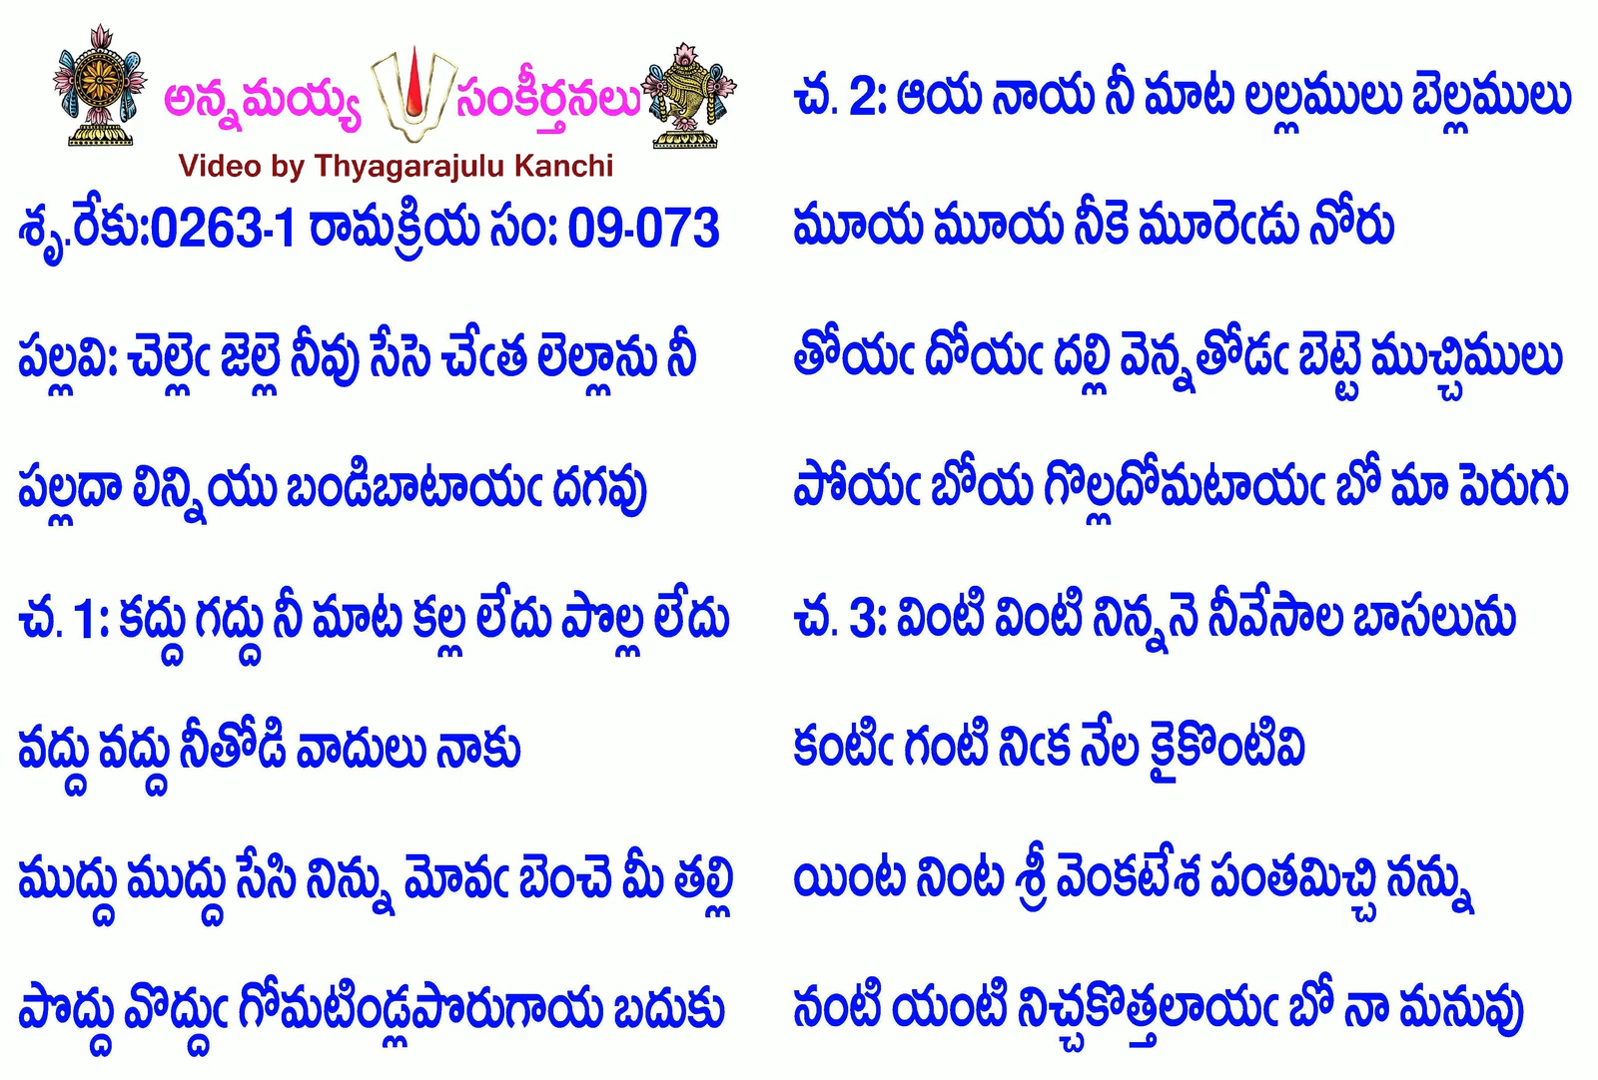 అన్నమయ్య సంకీర్తనలు
Video by Thyagarajulu Kanchi
శృ.రేకు:0263-1 రామక్రియ సం: 09-073
పల్లవి: చెల్లెఁ జెల్లె నీవు సేసె చేఁత లెల్లాను నీ
పల్లదా లిన్నియు బండిబాటాయఁ దగవు
చ. 1: కద్దు గద్దు నీ మాట కల్ల లేదు పొల్ల లేదు
వద్దు వద్దు నీతోడి వాదులు నాకు
ముద్దు ముద్దు సేసి నిన్ను మోవఁ బెంచె మీ తల్లి
పొద్దు వొద్దుఁ గోమటిండ్లపొరుగాయ బదుకు
చ. 2: ఆయ నాయ నీ మాట లల్లములు బెల్లములు
మూయ మూయ నీకె మూరెఁడు నోరు
తోయఁ దోయఁ దల్లి వెన్నతోడఁ బెట్టె ముచ్చిములు
పోయఁ బోయ గొల్లదోమటాయఁ బో మా పెరుగు
చ. 3: వింటి వింటి నిన్ననె నీవేసాల బాసలును
కంటిఁ గంటి నిఁక నేల కైకొంటివి
యింట నింట శ్రీ వెంకటేశ పంతమిచ్చి నన్ను
నంటి యంటి నిచ్చకొత్తలాయఁ బో నా మనువు